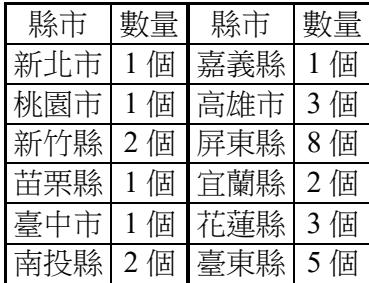 縣市 數量 縣市 數量
新北市 1 個 嘉義縣 1 個
桃園市 1 個 高雄市 3 個
新竹縣 2 個 屏東縣 8 個
苗栗縣 1 個 宜蘭縣 2 個
臺中市 1 個 花蓮縣 3 個
南投縣 2 個 臺東縣 5 個